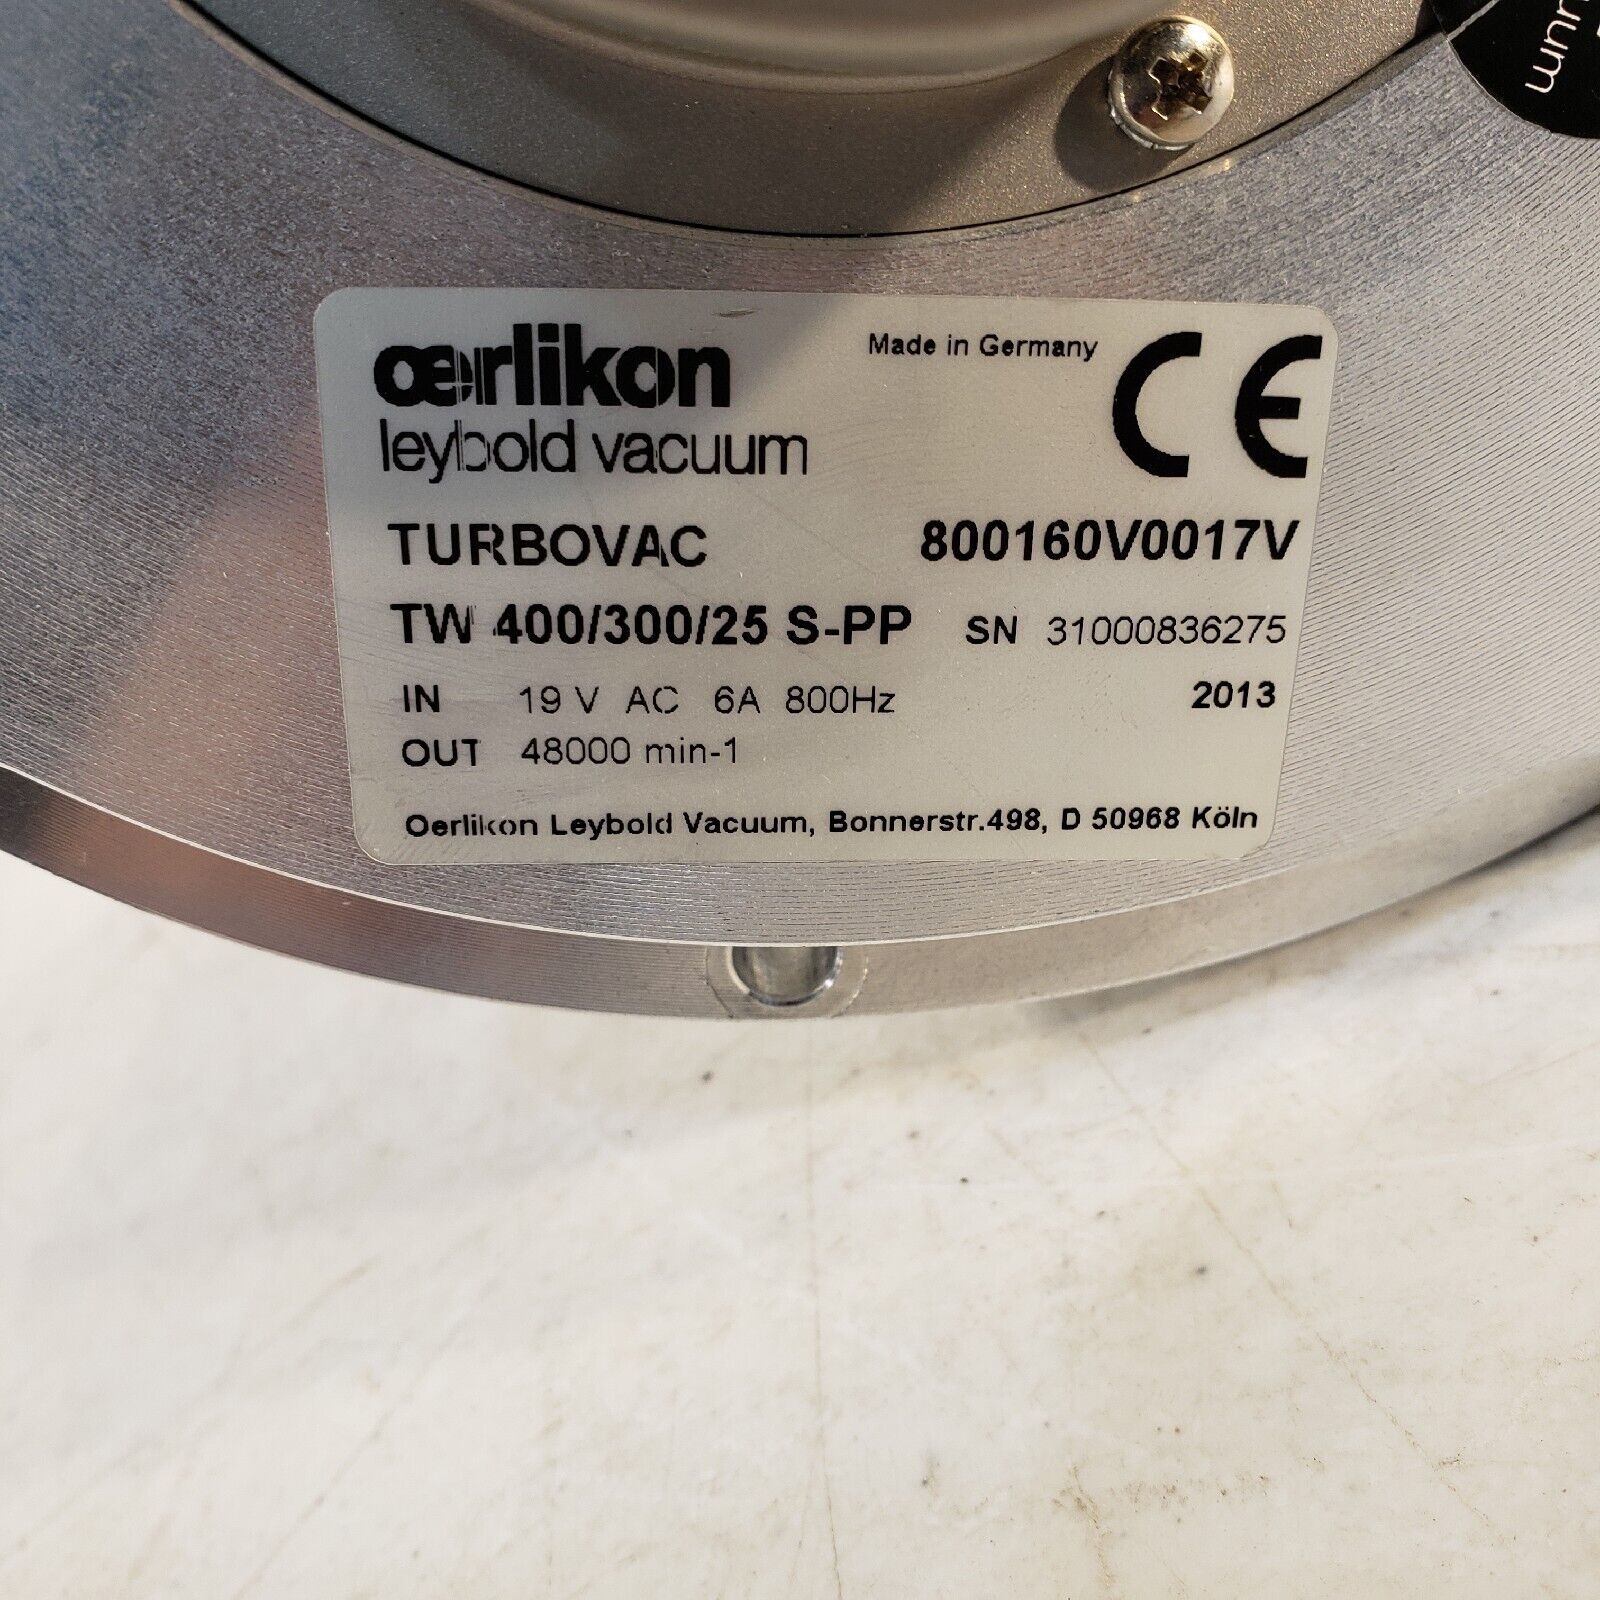 oerlikon
leybold vacuum
Made in Germany
CE
TURBOVAC 800160V0017V
TW 400/300/25 S-PP SN 31000836275
IN 19 V AC 6A 800Hz 2013
OUT 48000 min-1
Oerlikon Leybold Vacuum, Bonnerstr.498, D 50968 Köln